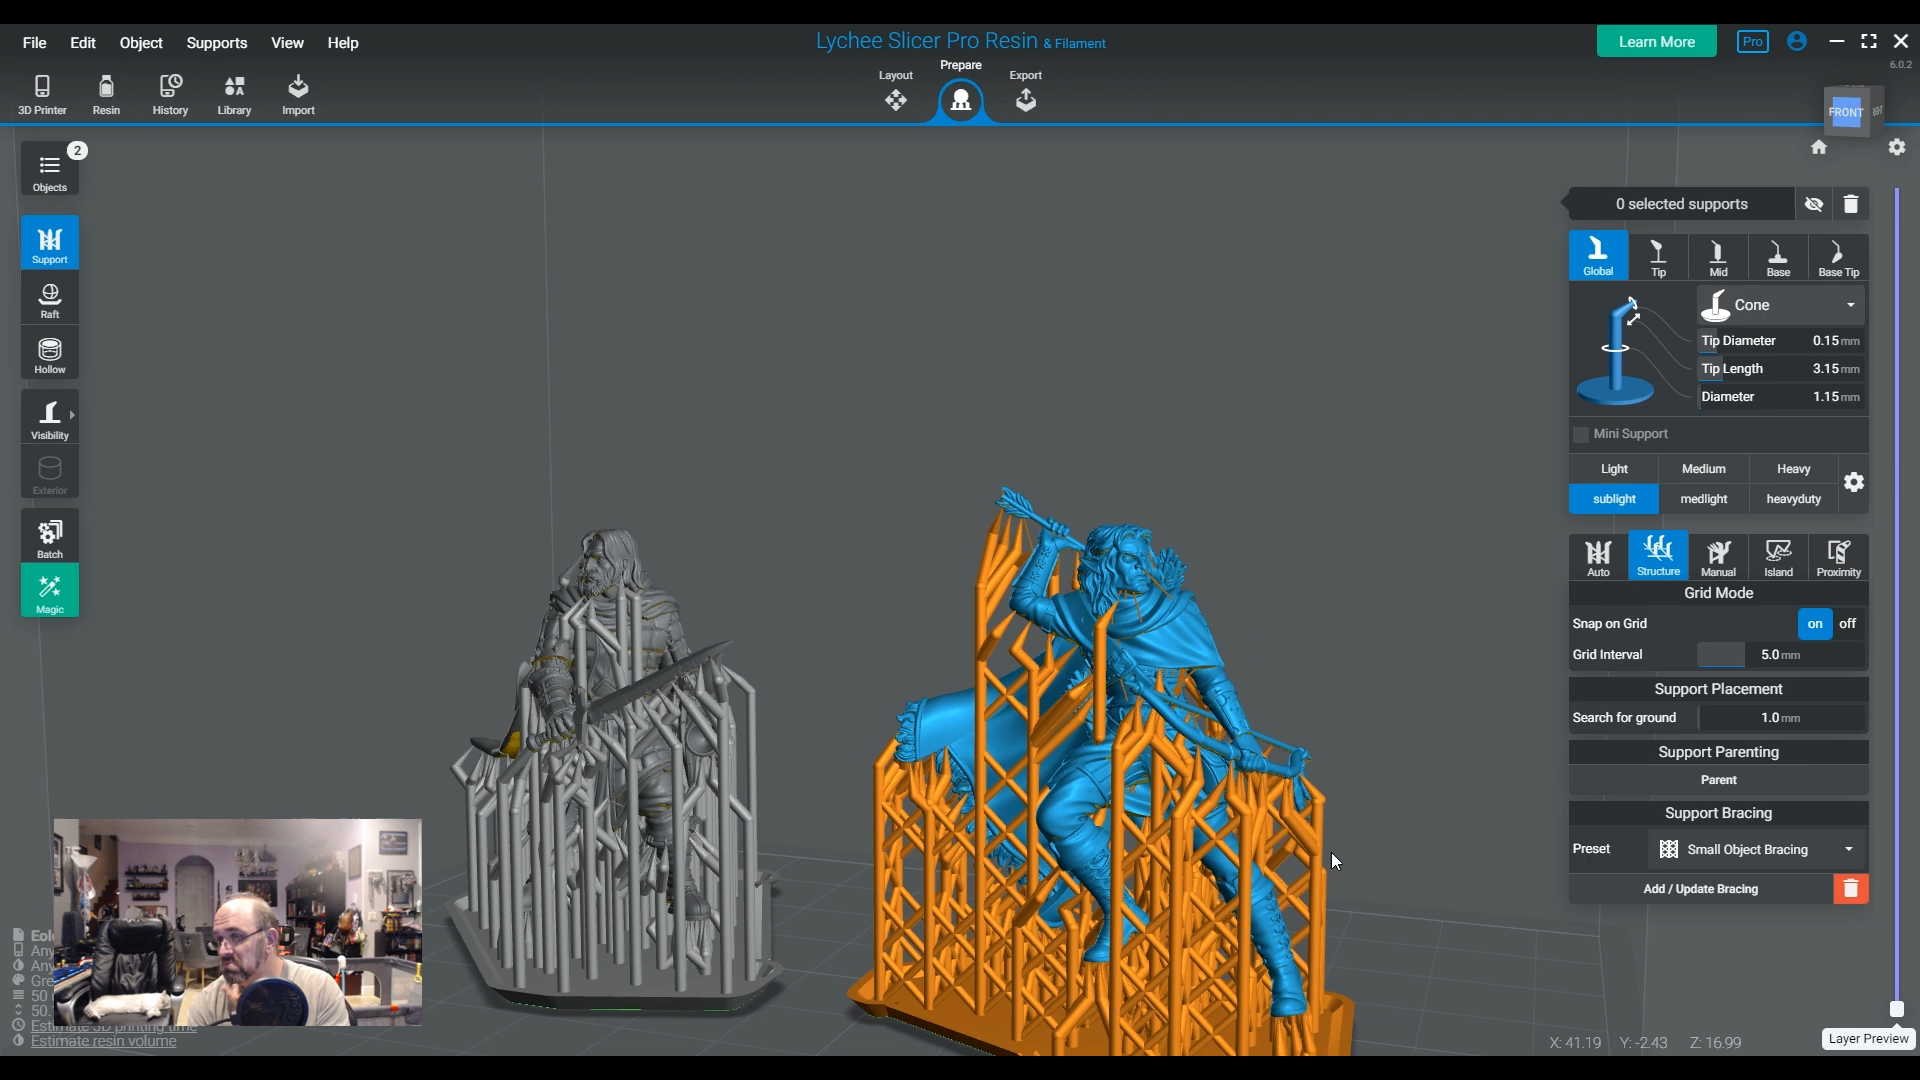 File Edit Object Supports View Help
Lychee Slicer Pro Resin & Filament
Learn More Pro
6.0.2
3D Printer Resin History Library Import
Layout Prepare Export
FRONT
2
Objects
Support
Raft
Hollow
Visibility
Exterior
Batch
Magic
0 selected supports
Global Tip Mid Base Base Tip
Cone
Tip Diameter 0.15 mm
Tip Length 3.15 mm
Diameter 1.15 mm
Mini Support
Light Medium Heavy
sublight medlight heavyduty
Auto Structure Manual Island Proximity
Grid Mode
Snap on Grid on off
Grid Interval 5.0 mm
Support Placement
Search for ground 1.0 mm
Support Parenting
Parent
Support Bracing
Preset Small Object Bracing
Add / Update Bracing
50
50.
Estimate 3D printing time
Estimate resin volume
X: 41.19 Y: -2.43 Z: 16.99
Layer Preview